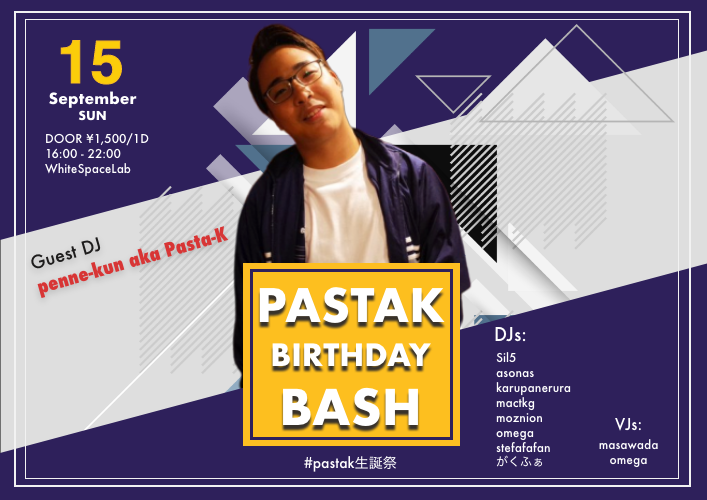 15
September
SUN
DOOR ¥1,500/1D
16:00 - 22:00
WhiteSpaceLab
Guest DJ
penne-kun aka Pasta-K
PASTAK
BIRTHDAY
BASH
#pastak生誕祭
DJs:
Sil5
asonas
karupanerura
mactkg
moznion
omega
stefafafan
がくふぁ
VJs:
masawada
omega